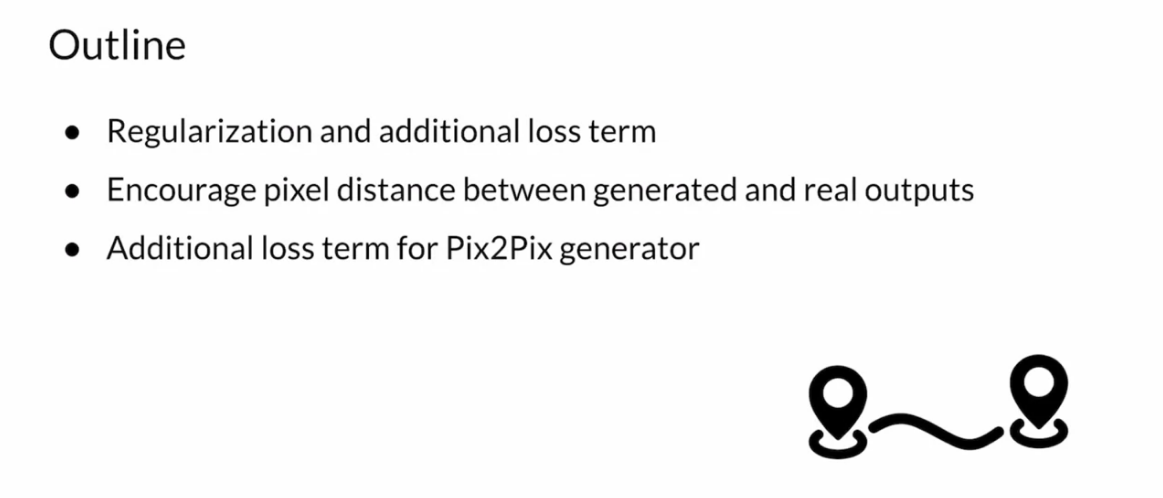 Outline
● Regularization and additional loss term
● Encourage pixel distance between generated and real outputs
● Additional loss term for Pix2Pix generator